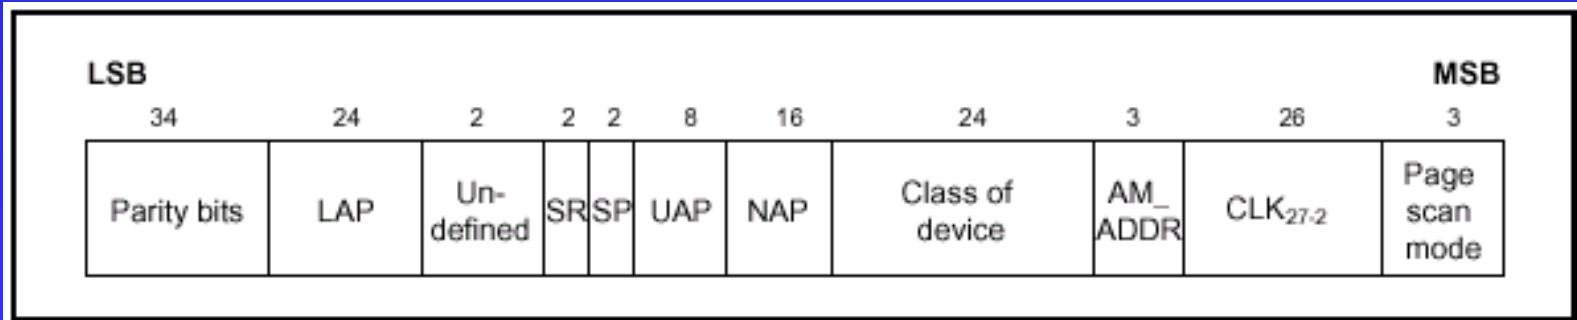 LSB MSB
34 24 2 2 2 8 16 24 3 26 3
Parity bits
LAP
Un-
defined
SR
SP
UAP
NAP
Class of
device
AM_
ADDR
CLK27-2
Page
scan
mode